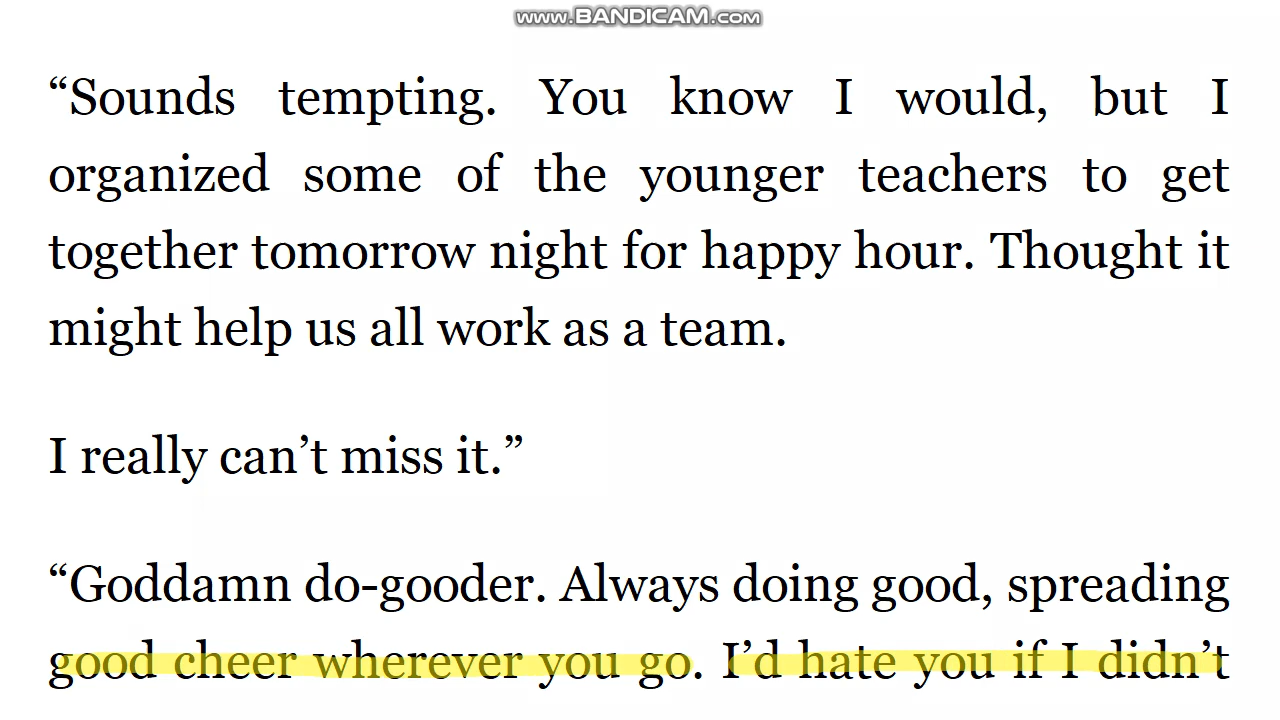 www.BANDICAM.com
“Sounds tempting. You know I would, but I
organized some of the younger teachers to get
together tomorrow night for happy hour. Thought it
might help us all work as a team.
I really can’t miss it.”
“Goddamn do-gooder. Always doing good, spreading
good cheer wherever you go. I’d hate you if I didn’t